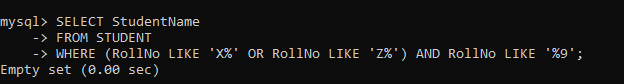 mysql> SELECT StudentName
-> FROM STUDENT
-> WHERE (RollNo LIKE 'X%' OR RollNo LIKE 'Z%') AND RollNo LIKE '%9';
Empty set (0.00 sec)